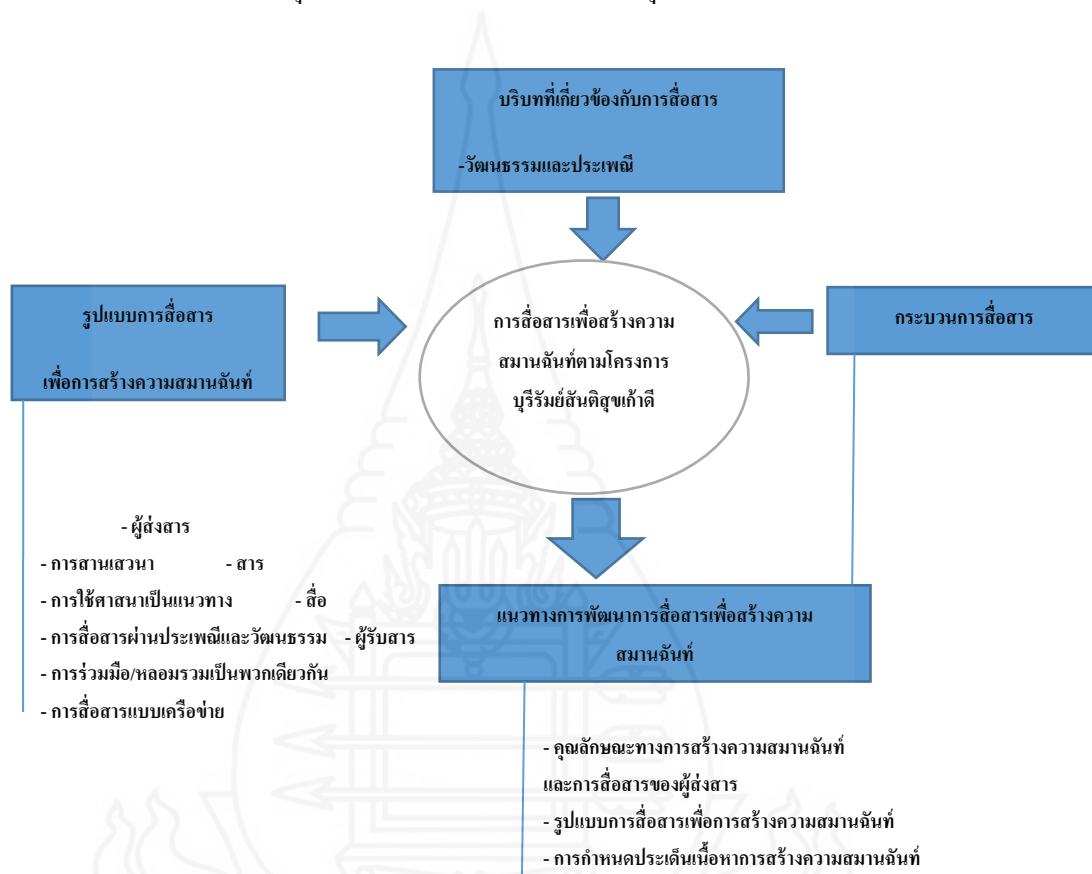 บริบทที่เกี่ยวข้องกับการสื่อสาร
-วัฒนธรรมและประเพณี
รูปแบบการสื่อสาร
เพื่อการสร้างความสมานฉันท์
การสื่อสารเพื่อสร้างความ
สมานฉันท์ตามโครงการ
บุรีรัมย์สันติสุขเก้าดี
กระบวนการสื่อสาร
- ผู้ส่งสาร
- การสานเสวนา - สาร
- การใช้ศาสนาเป็นแนวทาง - สื่อ
- การสื่อสารผ่านประเพณีและวัฒนธรรม - ผู้รับสาร
- การร่วมมือ/หลอมรวมเป็นพวกเดียวกัน
- การสื่อสารแบบเครือข่าย
แนวทางการพัฒนาการสื่อสารเพื่อสร้างความ
สมานฉันท์
- คุณลักษณะทางการสร้างความสมานฉันท์
และการสื่อสารของผู้ส่งสาร
- รูปแบบการสื่อสารเพื่อการสร้างความสมานฉันท์
- การกำหนดประเด็นเนื้อหาการสร้างความสมานฉันท์